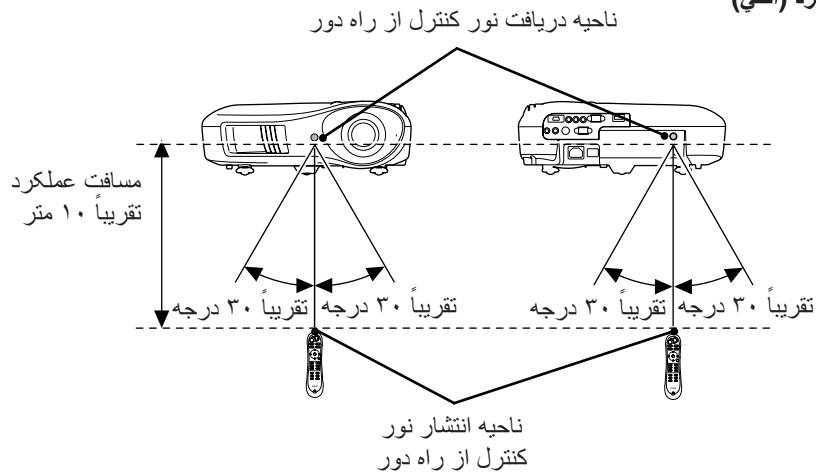 (افقي)
ناحیه دریافت نور کنترل از راه دور
مسافت عملکرد
تقریباً ۱۰ متر
تقریباً ۳۰ درجه
تقریباً ۳۰ درجه
تقریباً ۳۰ درجه
تقریباً ۳۰ درجه
ناحیه انتشار نور
کنترل از راه دور